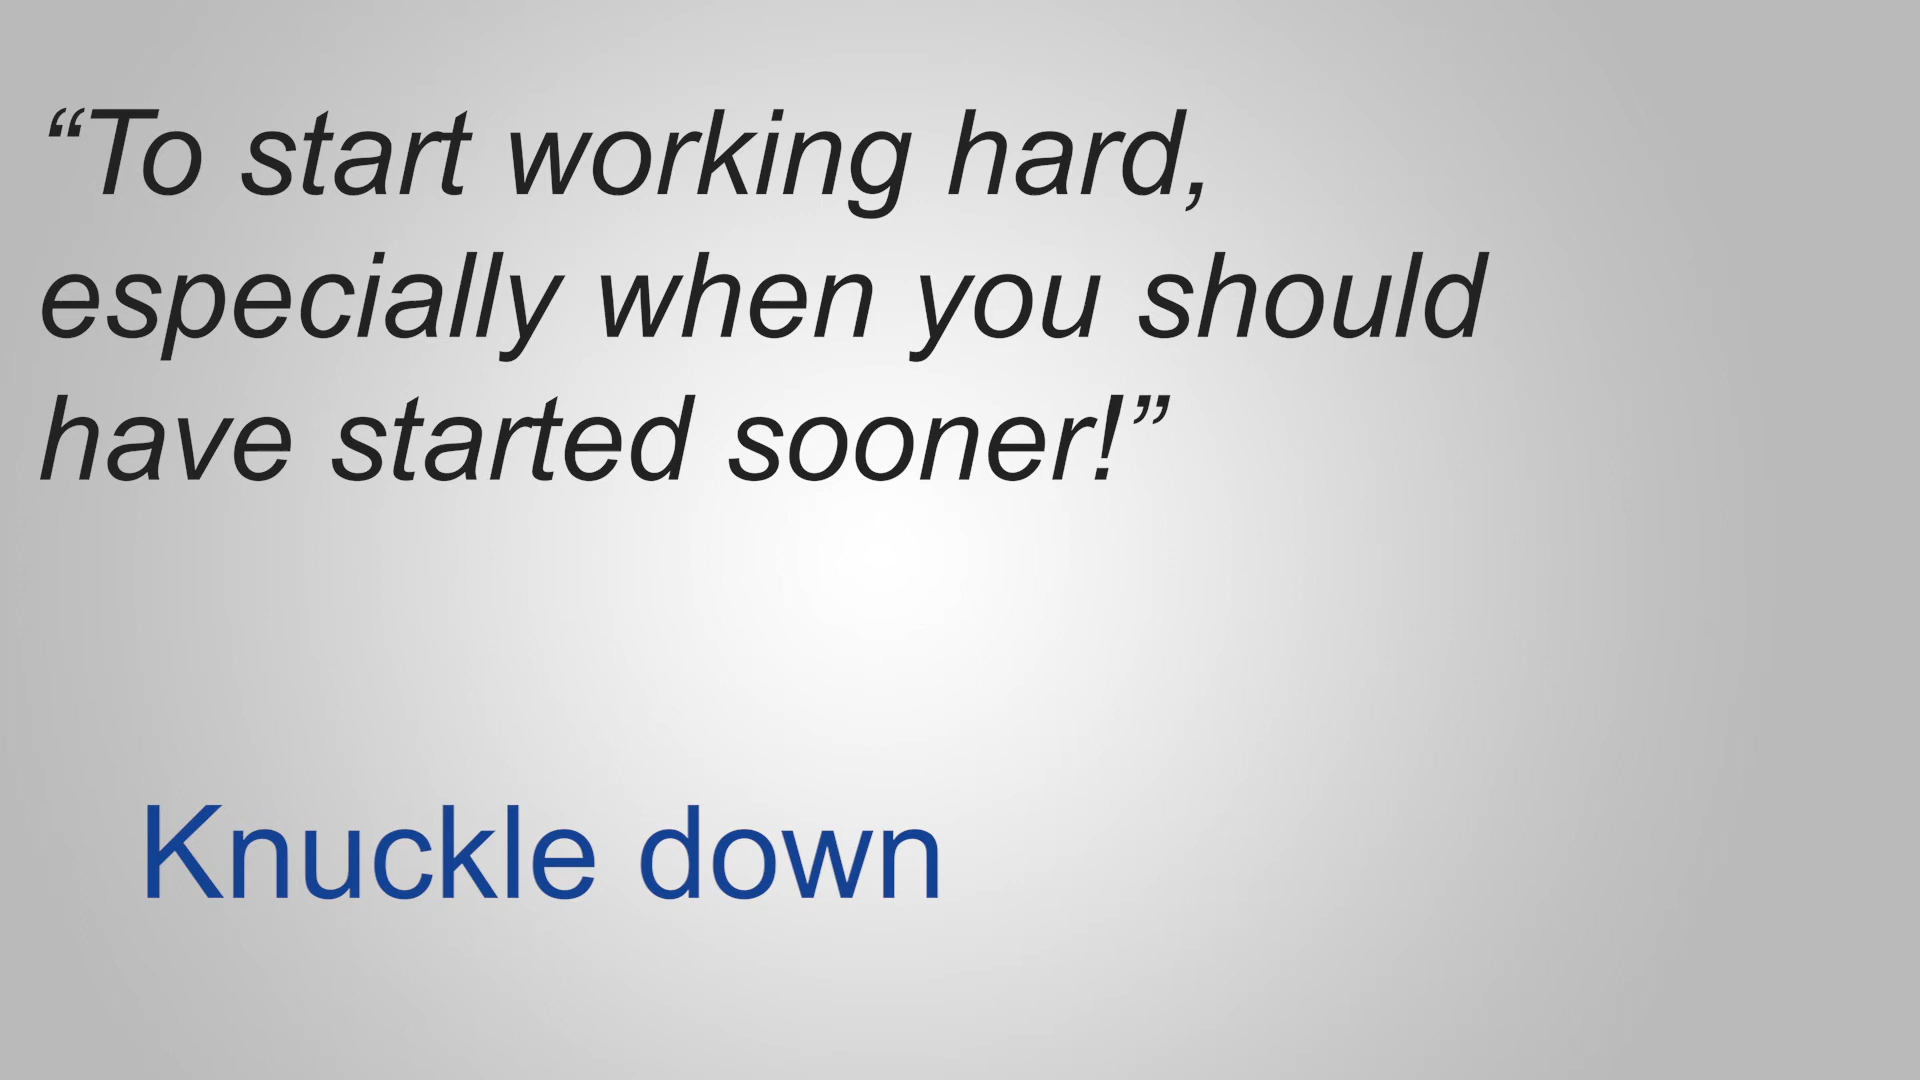 “To start working hard,
especially when you should
have started sooner!”
Knuckle down